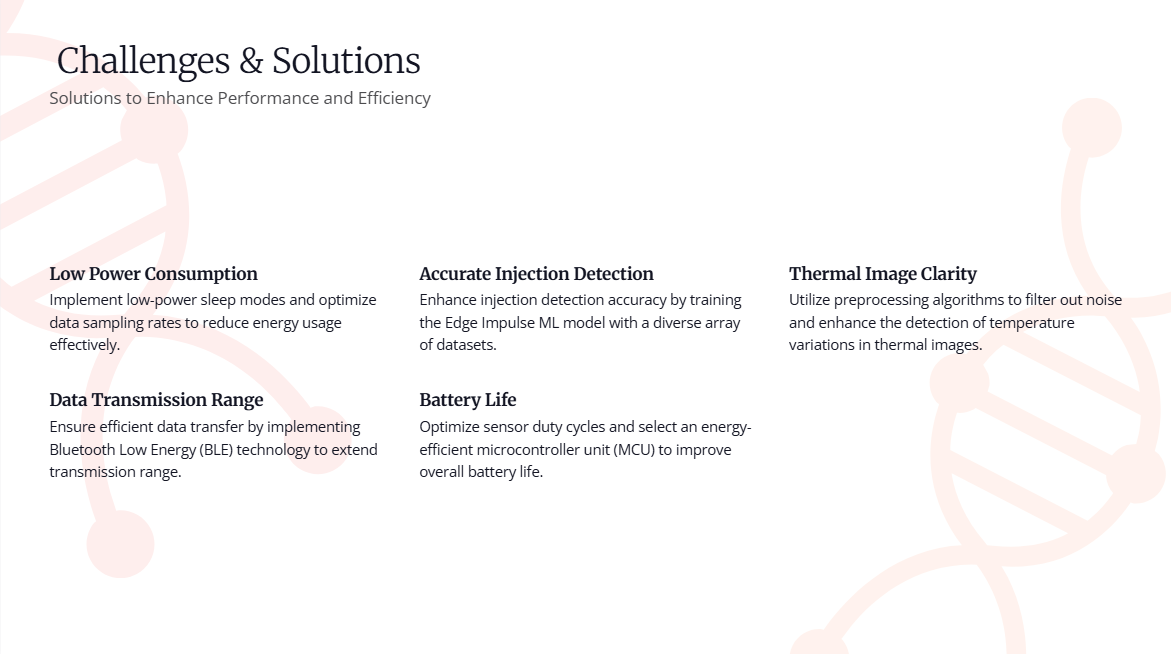 Challenges & Solutions
Solutions to Enhance Performance and Efficiency
Low Power Consumption
Implement low-power sleep modes and optimize
data sampling rates to reduce energy usage
effectively.
Accurate Injection Detection
Enhance injection detection accuracy by training
the Edge Impulse ML model with a diverse array
of datasets.
Thermal Image Clarity
Utilize preprocessing algorithms to filter out noise
and enhance the detection of temperature
variations in thermal images.
Data Transmission Range
Ensure efficient data transfer by implementing
Bluetooth Low Energy (BLE) technology to extend
transmission range.
Battery Life
Optimize sensor duty cycles and select an energy-
efficient microcontroller unit (MCU) to improve
overall battery life.